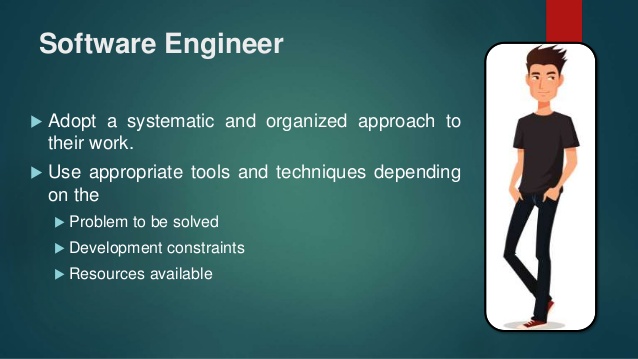 Software Engineer
Adopt a systematic and organized approach to
their work.
Use appropriate tools and techniques depending
on the
Problem to be solved
Development constraints
Resources available